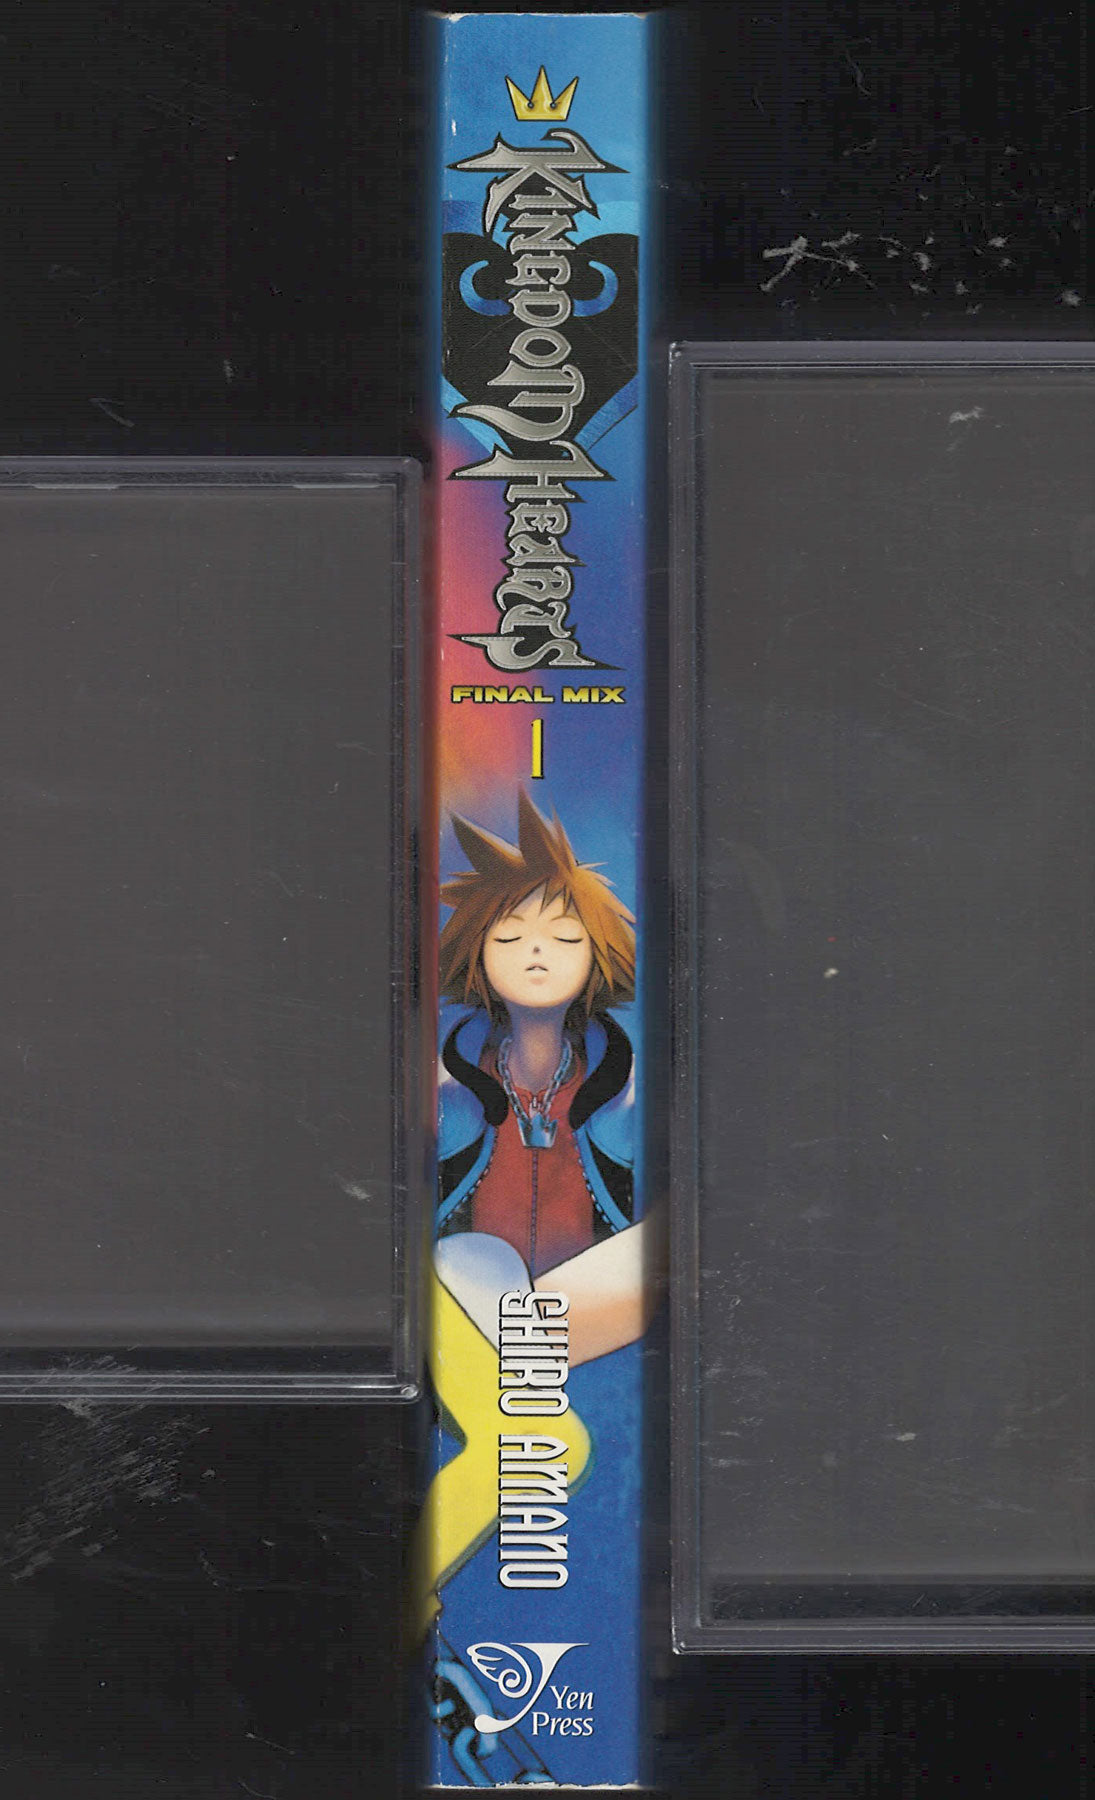 KINGDOM HEARTS
FINAL MIX
1
SHIRO AMANO
Yen
Press